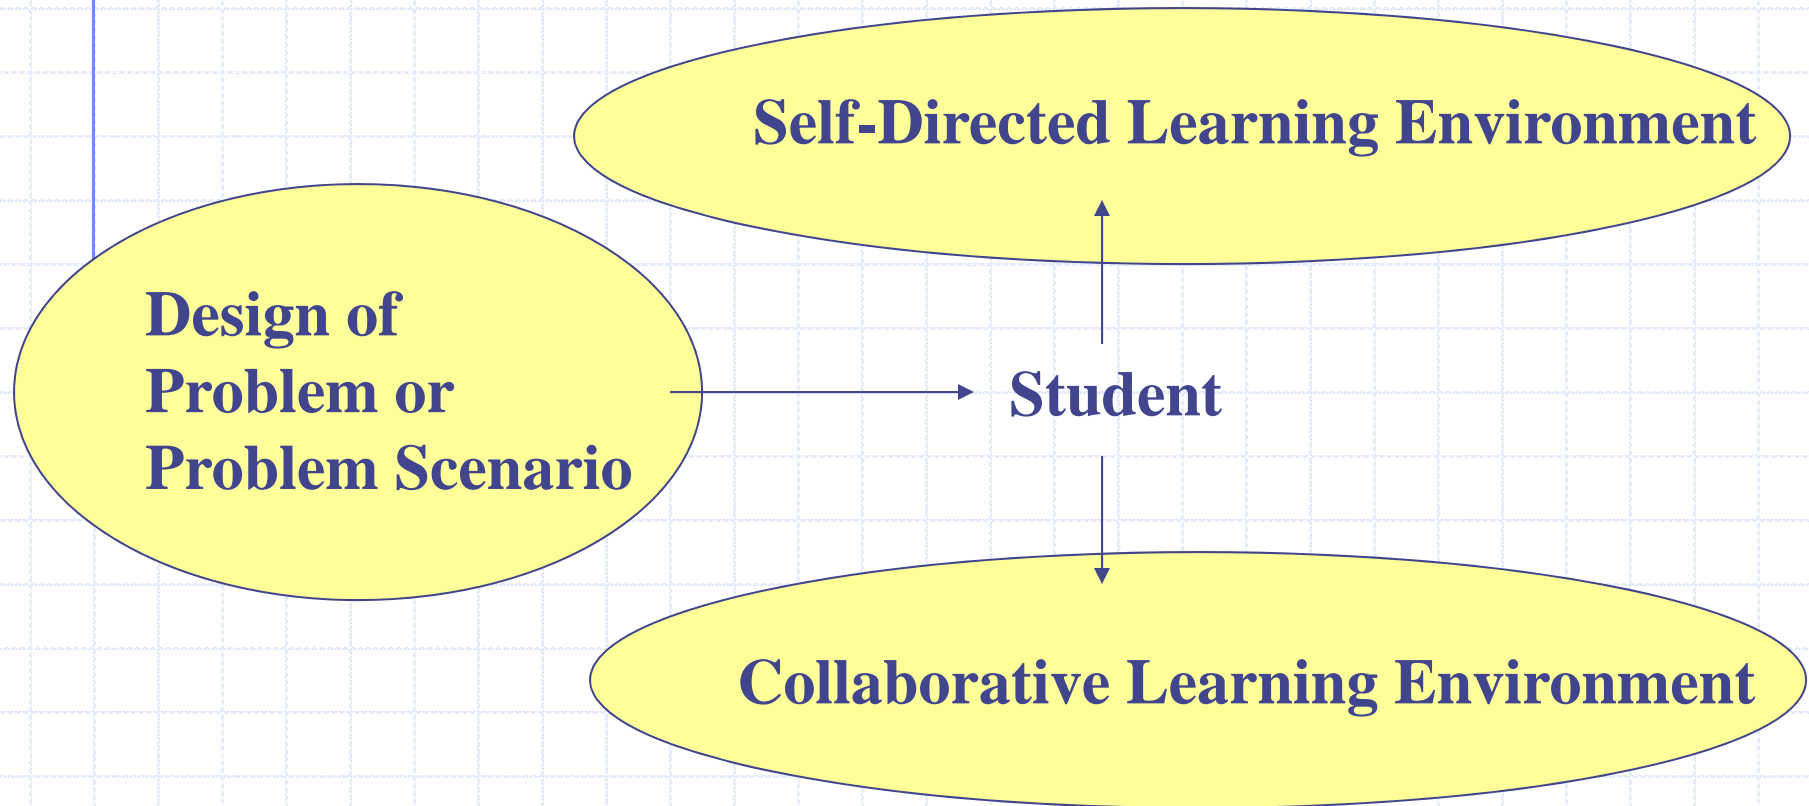 Self-Directed Learning Environment
Design of
Problem or
Problem Scenario
Student
Collaborative Learning Environment